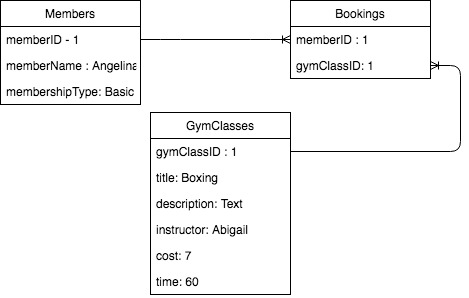 Members
memberID - 1
memberName : Angelina
membershipType: Basic
Bookings
memberID : 1
gymClassID: 1
GymClasses
gymClassID : 1
title: Boxing
description: Text
instructor: Abigail
cost: 7
time: 60